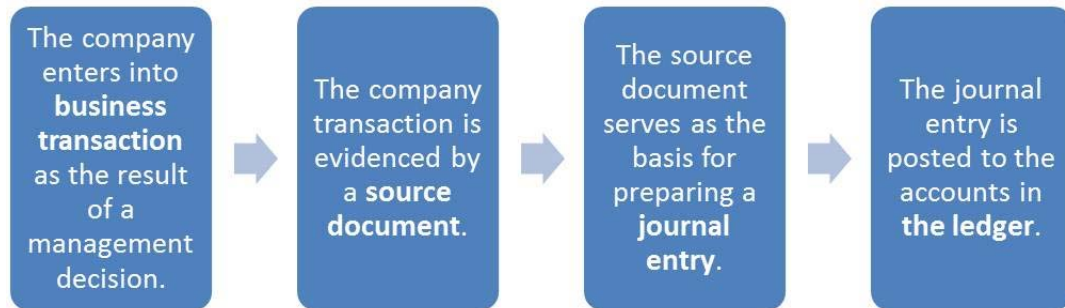 The company
enters into
business
transaction
as the result
of a
management
decision.
The company
transaction is
evidenced by
a source
document.
The source
document
serves as the
basis for
preparing a
journal
entry.
The journal
entry is
posted to the
accounts in
the ledger.